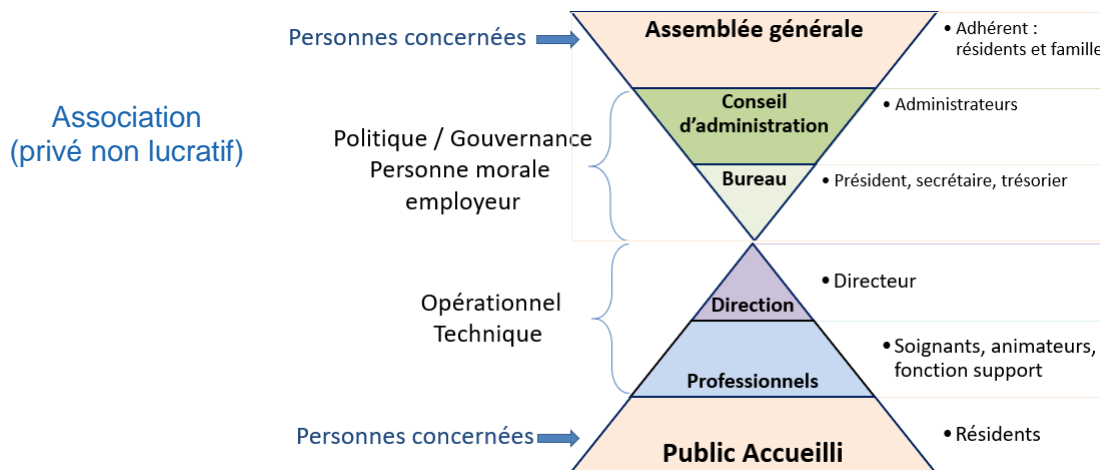 Personnes concernées
Assemblée générale
• Adhérent :
résidents et famille
Association
(privé non lucratif)
Politique / Gouvernance
Personne morale
employeur
Conseil
d'administration
• Administrateurs
Bureau
• Président, secrétaire, trésorier
Opérationnel
Technique
Direction
• Directeur
Professionnels
• Soignants, animateurs,
fonction support
Personnes concernées
Public Accueilli
• Résidents